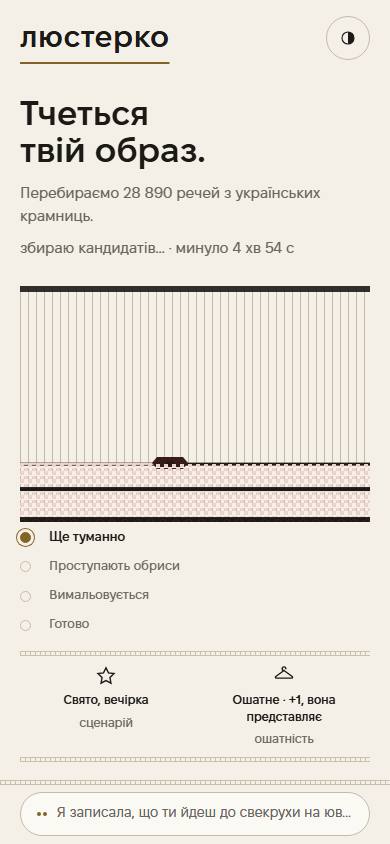 люстерко
Тчеться
твій образ.
Перебираємо 28 890 речей з українських
крамниць.
збираю кандидатів... · минуло 4 хв 54 с
Ще туманно
Проступають обриси
Вимальовується
Готово
Свято, вечірка
сценарій
Ошатне · +1, вона
представляє
ошатність
Я записала, що ти йдеш до свекрухи на юв...